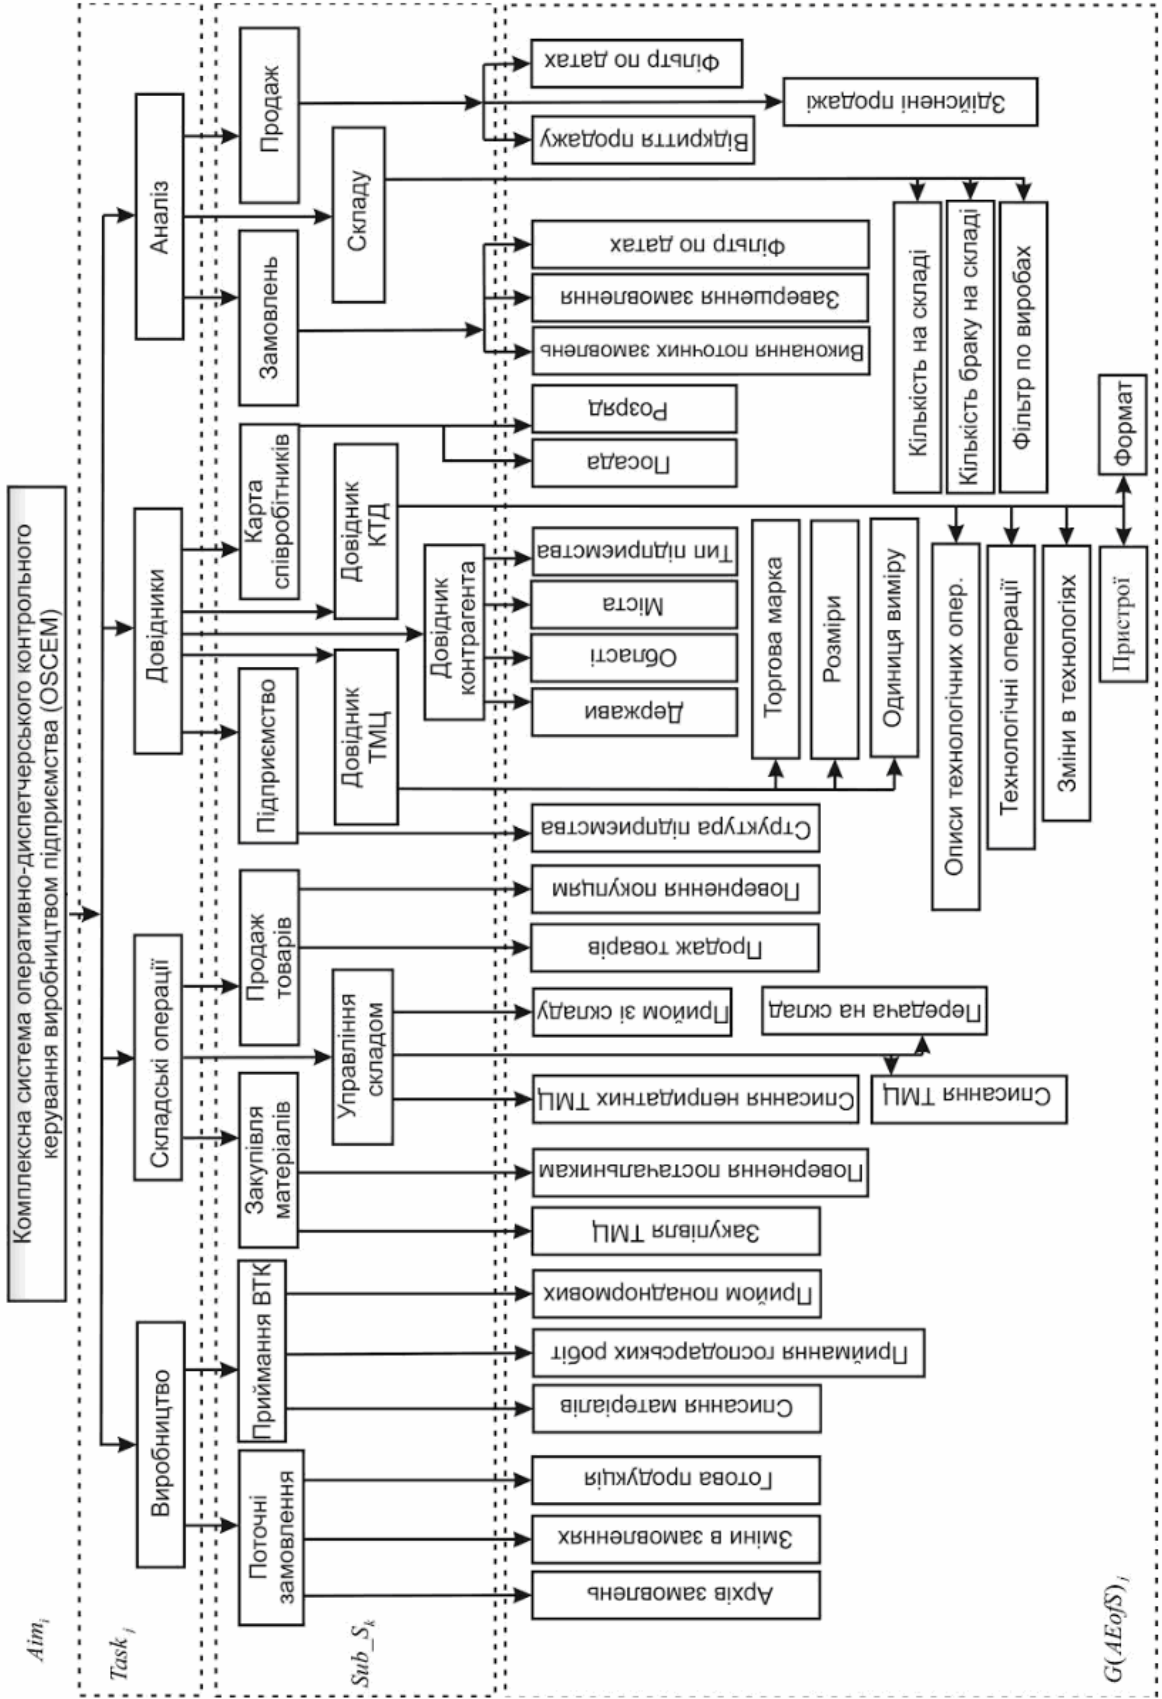 Комплексна система оперативно-диспетчерського контрольного
керування виробництвом підприємства (OSCEM)
Aim_i
Task_j
Виробництво
Складські операції
Довідники
Аналіз
Sub_S_k
Поточні
замовлення
Приймання ВТК
Закупівля
матеріалів
Управління
складом
Продаж
товарів
Підприємство
Довідник
ТМЦ
Довідник
контрагента
Довідник
КТД
Карта
співробітників
Замовлень
Складу
Продаж
G(AEofS)_i
Архів замовлень
Зміни в замовленнях
Готова продукція
Списання матеріалів
Приймання господарських робіт
Прийом понаднормових
Закупівля ТМЦ
Повернення постачальникам
Списання непридатних ТМЦ
Списання ТМЦ
Передача на склад
Прийом зі складу
Продаж товарів
Повернення покупцям
Структура підприємства
Торгова марка
Розміри
Одиниця виміру
Держави
Області
Міста
Тип підприємства
Описи технологічних опер.
Технологічні операції
Зміни в технологіях
Пристрої
Формат
Посада
Розряд
Виконання поточних замовлень
Завершення замовлення
Фільтр по датах
Кількість на складі
Кількість браку на складі
Фільтр по виробах
Відкриття продажу
Здійснені продажі
Фільтр по датах